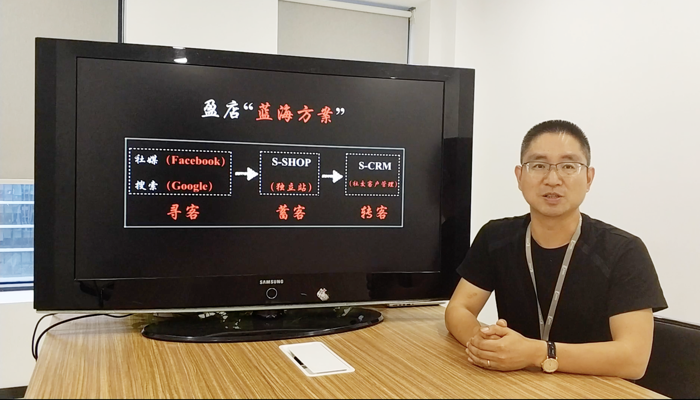 盈店“蓝海方案”
社媒（Facebook）
搜索（Google）
寻客
S-SHOP
（独立站）
蓄客
S-CRM
（社交客户管理）
转客
SAMSUNG